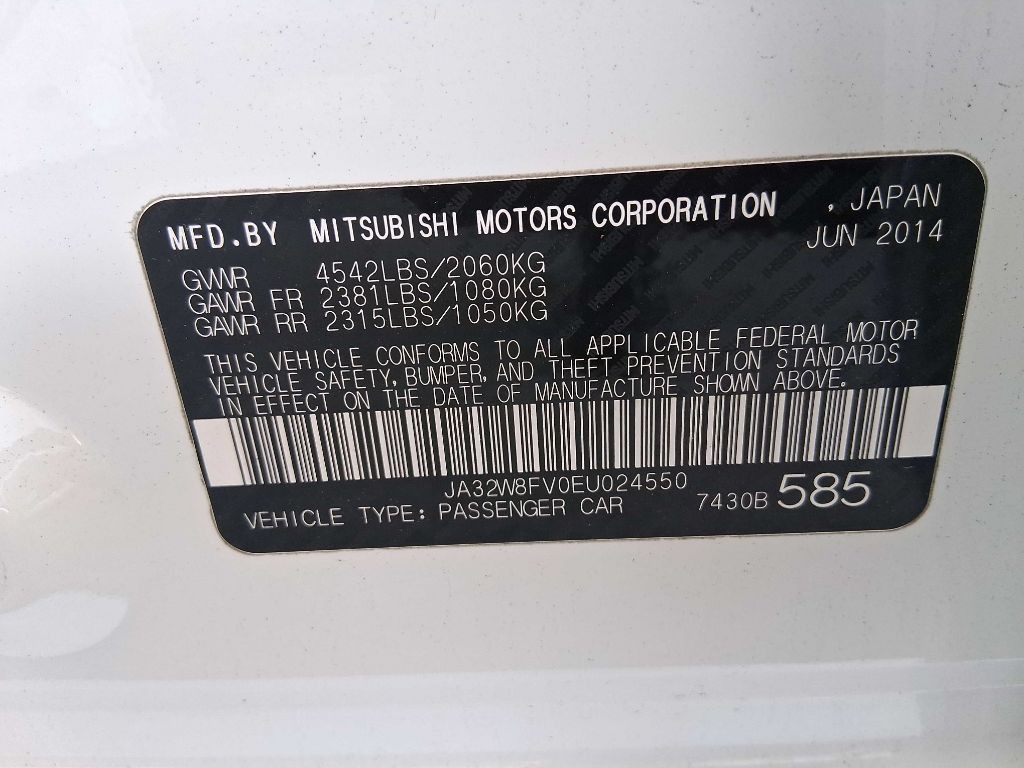 MFD.BY MITSUBISHI MOTORS CORPORATION , JAPAN
JUN 2014
GVWR 4542LBS/2060KG
GAWR FR 2381LBS/1080KG
GAWR RR 2315LBS/1050KG
THIS VEHICLE CONFORMS TO ALL APPLICABLE FEDERAL MOTOR
VEHICLE SAFETY, BUMPER, AND THEFT PREVENTION STANDARDS
IN EFFECT ON THE DATE OF MANUFACTURE SHOWN ABOVE.
JA32W8FV0EU024550
VEHICLE TYPE: PASSENGER CAR 7430B 585